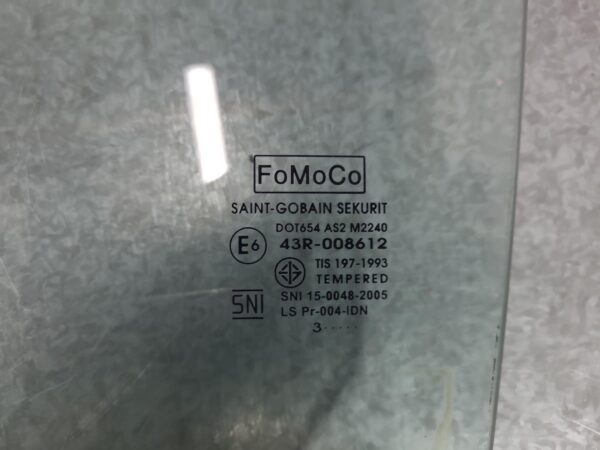 FoMoCo
SAINT-GOBAIN SEKURIT
DOT654 AS2 M2240
E6 43R-008612
TIS 197-1993
TEMPERED
SNI SNI 15-0048-2005
LS Pr-004-IDN
3·····